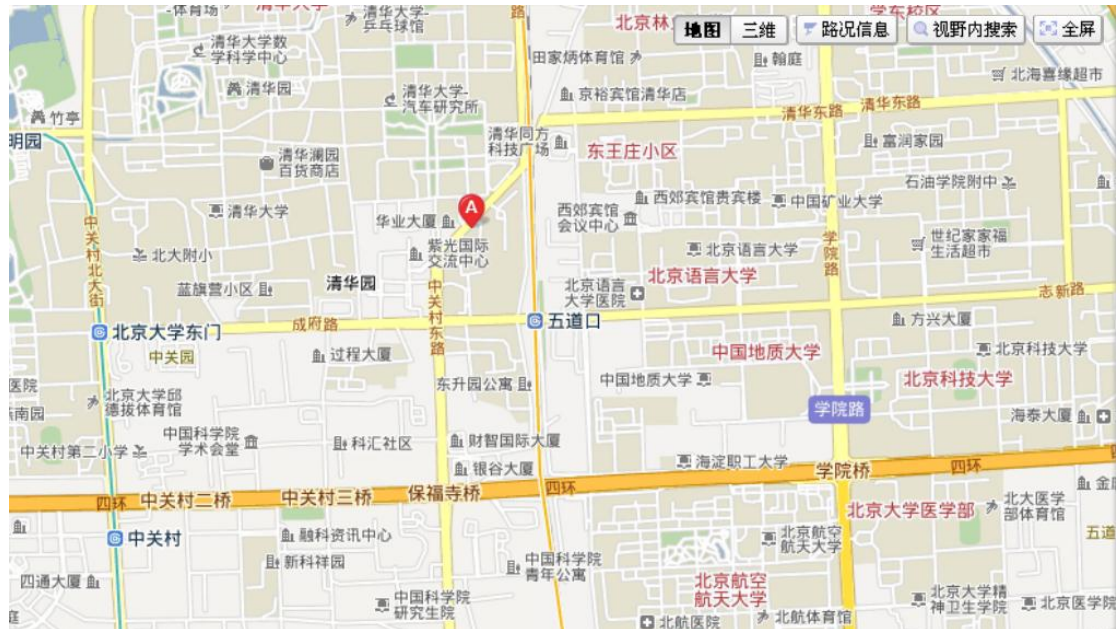 体育场
清华大学
清华大学-
乒乓球馆
路
北京林
学东校区
地图
三维
路况信息
视野内搜索
全屏
清华大学数
学科学中心
田家炳体育馆
翰庭
北海喜缘超市
清华园
清华大学-
汽车研究所
京裕宾馆清华店
清华东路
清华东路
竹亭
明园
清华同方
科技广场
东王庄小区
富润家园
清华澜园
百货商店
石油学院附中
西郊宾馆贵宾楼
中国矿业大学
清华大学
A
华业大厦
西郊宾馆
会议中心
中关村北大街
学院路
世纪家家福
生活超市
北大附小
紫光国际
交流中心
北京语言大学
北京语言大学
蓝旗营小区
清华园
中关村东路
北京语言
大学医院
志新路
北京大学东门
成府路
五道口
方兴大厦
中关园
过程大厦
中国地质大学
北京科技大学
医院
东升园公寓
中国地质大学
北京科技大学
南园
北京大学邱
德拔体育馆
学院路
海泰大厦
中国科学院
学术会堂
科汇社区
财智国际大厦
中关村第二小学
银谷大厦
海淀职工大学
学院桥
四环
四环
中关村二桥
中关村三桥
保福寺桥
四环
金
北京大学医学部
北大医学
部体育馆
中关村
融科资讯中心
北京航空
航天大学
五道
新科祥园
中国科学院
青年公寓
四通大厦
北京航空
航天大学
中国科学院
研究生院
北京大学精
神卫生学院
北京医学院
庭
北航医院
北航体育馆